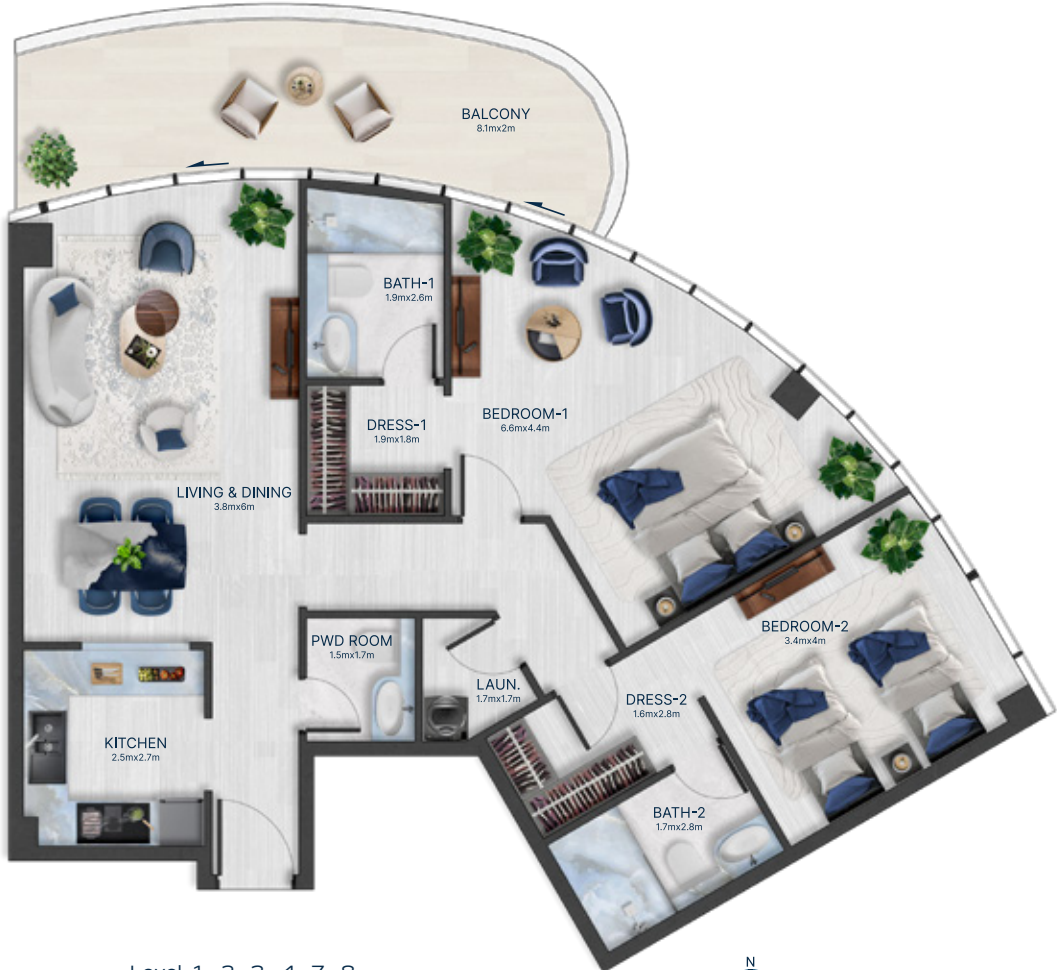 BALCONY
8.1mx2m
BATH-1
1.9mx2.6m
BEDROOM-1
6.6mx4.4m
DRESS-1
1.9mx1.8m
LIVING & DINING
3.8mx6m
PWD ROOM
1.5mx1.7m
BEDROOM-2
3.4mx4m
LAUN.
1.7mx1.7m
DRESS-2
1.6mx2.8m
KITCHEN
2.5mx2.7m
BATH-2
1.7mx2.8m
N